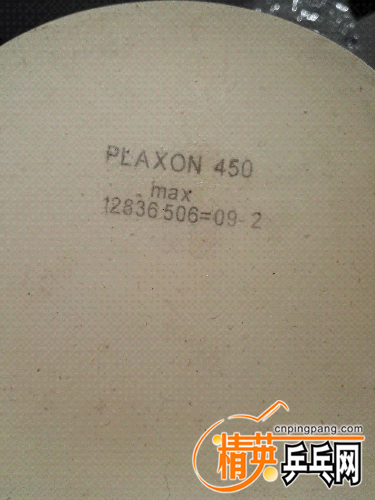 PLAXON 450
max
12836 506=09-2
cnpingpang.com
精英乒乓网